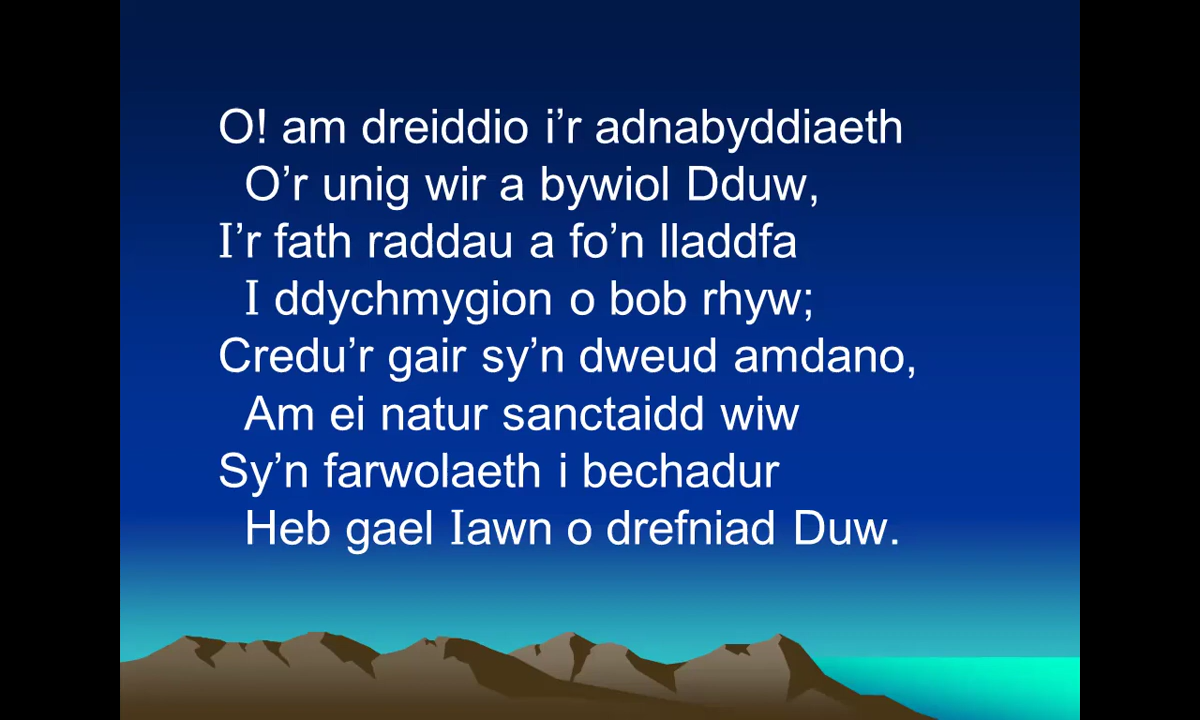 O! am dreiddio i’r adnabyddiaeth
O’r unig wir a bywiol Dduw,
I’r fath raddau a fo’n lladdfa
I ddychmygion o bob rhyw;
Credu’r gair sy’n dweud amdano,
Am ei natur sanctaidd wiw
Sy’n farwolaeth i bechadur
Heb gael Iawn o drefniad Duw.